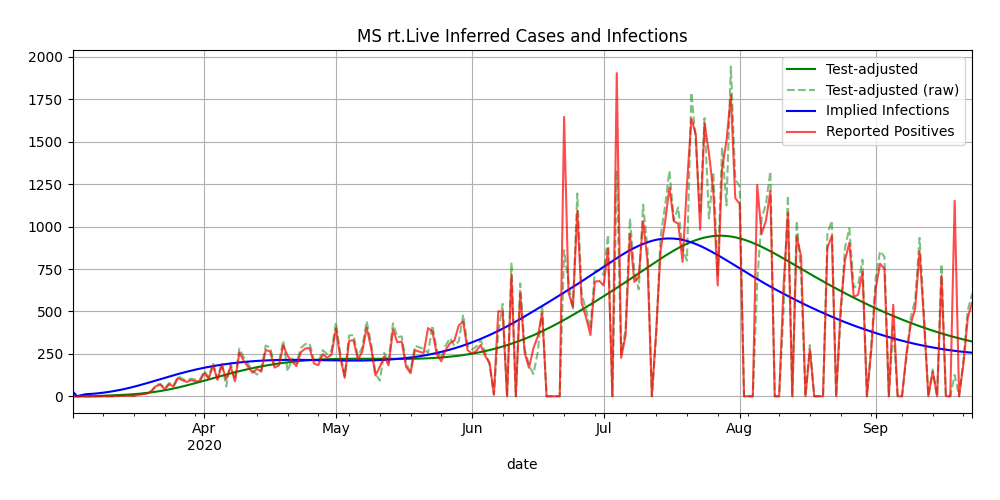 MS rt.Live Inferred Cases and Infections
2000
1750
1500
1250
1000
750
500
250
0
Test-adjusted
Test-adjusted (raw)
Implied Infections
Reported Positives
Apr May Jun Jul Aug Sep
2020
date